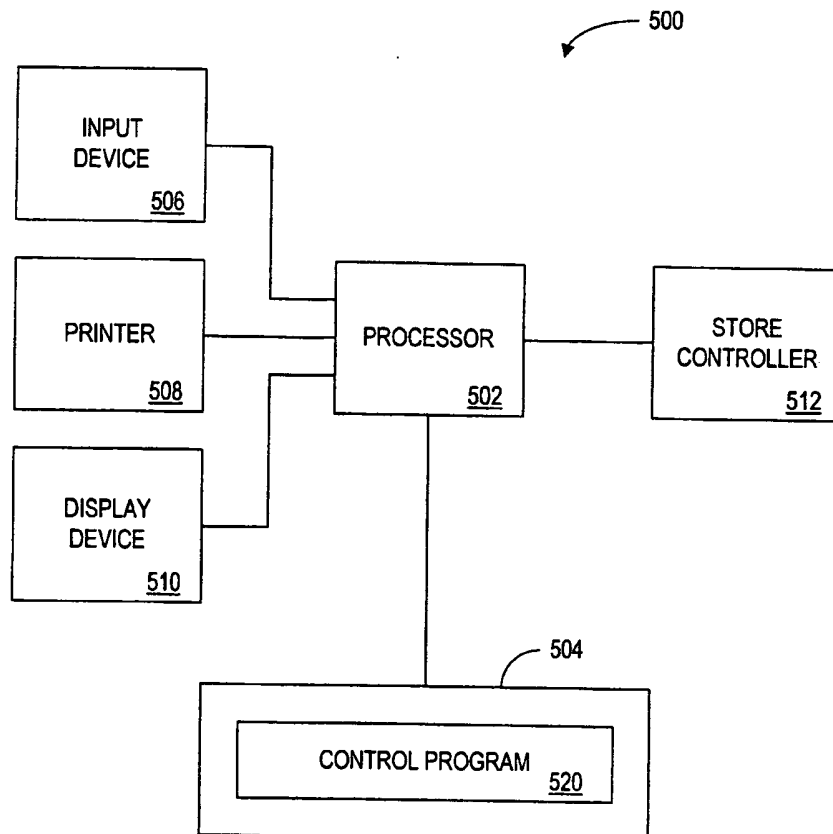 500
INPUT
DEVICE
506
PRINTER
508
DISPLAY
DEVICE
510
PROCESSOR
502
STORE
CONTROLLER
512
504
CONTROL PROGRAM
520